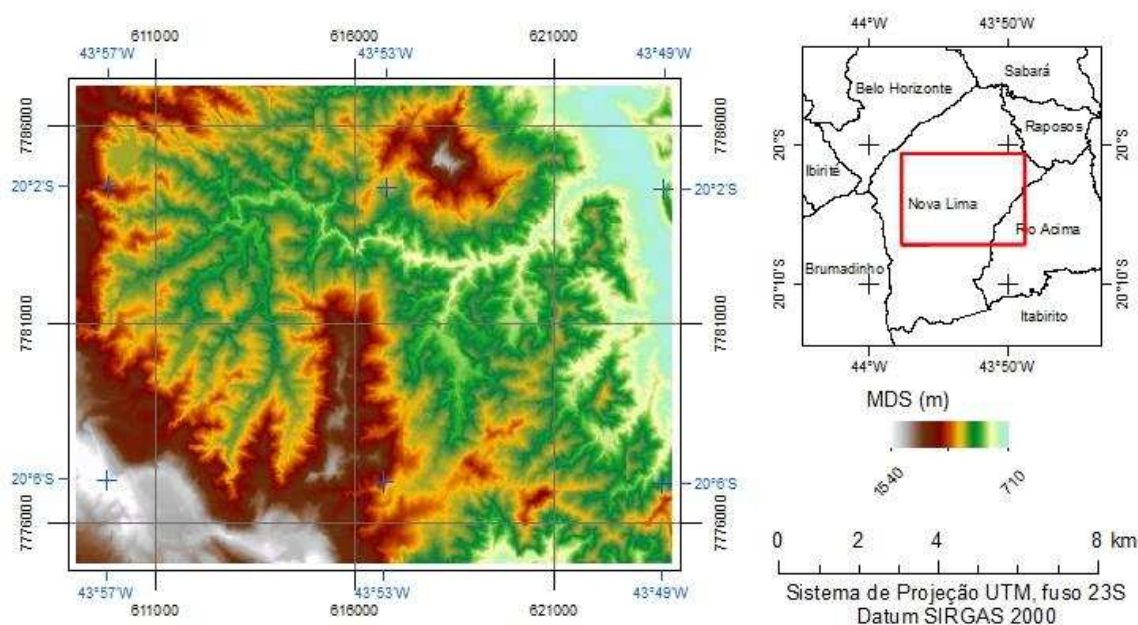 611000 616000 621000
43°57'W 43°53'W 43°49'W
7786000 7786000
20°2'S 20°2'S
7781000 7781000
20°6'S 20°6'S
7776000 7776000
43°57'W 43°53'W 43°49'W
611000 616000 621000
44°W 43°50'W
Sabará
Belo Horizonte
Raposos
20°S 20°S
Ibirité
Nova Lima
Rio Acima
Brumadinho
20°10'S 20°10'S
Itabirito
44°W 43°50'W
MDS (m)
1540 710
0 2 4 8 km
Sistema de Projeção UTM, fuso 23S
Datum SIRGAS 2000